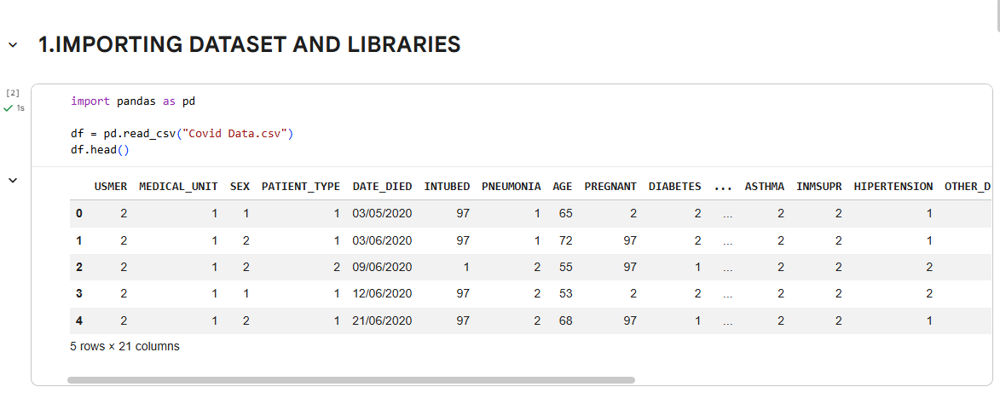 1.IMPORTING DATASET AND LIBRARIES
[2]
1s
import pandas as pd
df = pd.read_csv("Covid Data.csv")
df.head()
USMER MEDICAL_UNIT SEX PATIENT_TYPE DATE_DIED INTUBED PNEUMONIA AGE PREGNANT DIABETES ... ASTHMA INMSUPR HIPERTENSION OTHER_D
0 2 1 1 1 03/05/2020 97 1 65 2 2 ... 2 2 1
1 2 1 2 1 03/06/2020 97 1 72 97 2 ... 2 2 1
2 2 1 2 2 09/06/2020 1 2 55 97 1 ... 2 2 2
3 2 1 1 1 12/06/2020 97 2 53 2 2 ... 2 2 2
4 2 1 2 1 21/06/2020 97 2 68 97 1 ... 2 2 1
5 rows × 21 columns